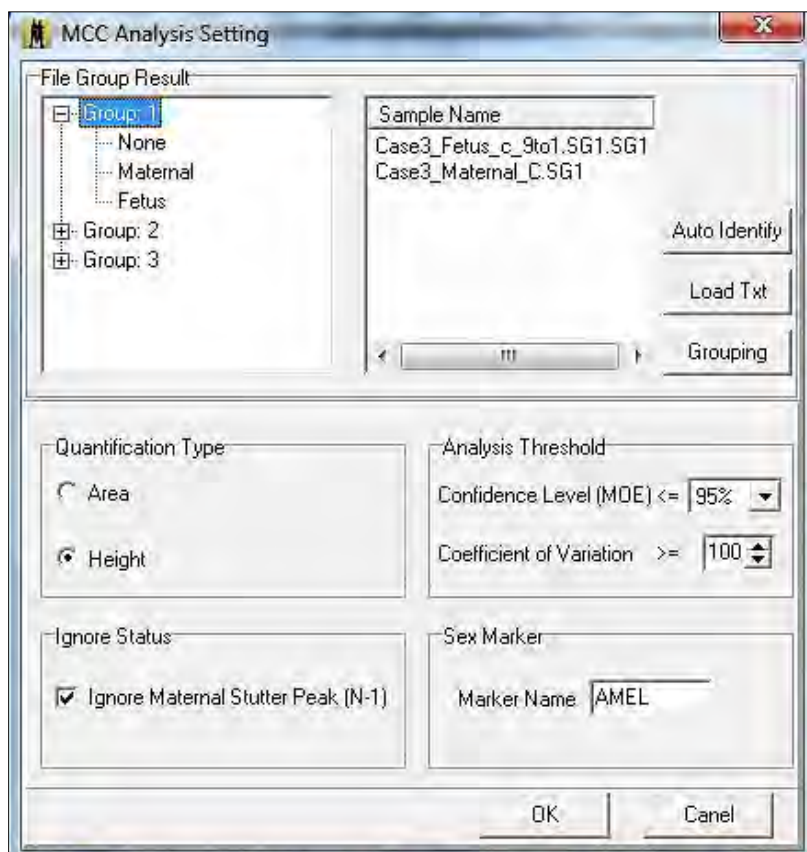 MCC Analysis Setting
File Group Result
Group: 1
None
Maternal
Fetus
Group: 2
Group: 3
Sample Name
Case3_Fetus_c_9to1.SG1.SG1
Case3_Maternal_C.SG1
Auto Identify
Load Txt
Grouping
Quantification Type
Area
Height
Analysis Threshold
Confidence Level (MOE) <= 95%
Coefficient of Variation >= 100
Ignore Status
Ignore Maternal Stutter Peak (N-1)
Sex Marker
Marker Name AMEL
OK
Canel